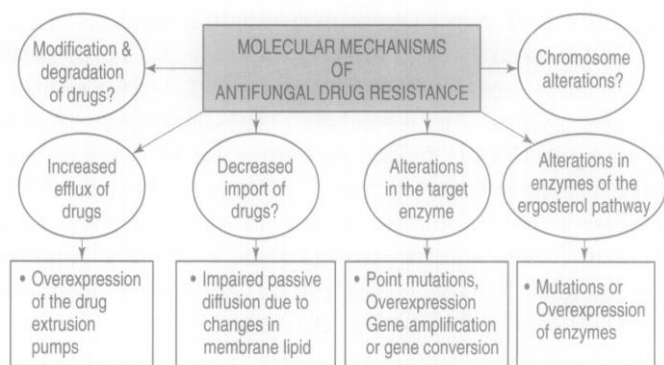 Modification &
degradation
of drugs?
MOLECULAR MECHANISMS
OF
ANTIFUNGAL DRUG RESISTANCE
Chromosome
alterations?
Increased
efflux of
drugs
Decreased
import of
drugs?
Alterations
in the target
enzyme
Alterations in
enzymes of the
ergosterol pathway
• Overexpression
of the drug
extrusion
pumps
• Impaired passive
diffusion due to
changes in
membrane lipid
• Point mutations,
Overexpression
Gene amplification
or gene conversion
• Mutations or
Overexpression
of enzymes